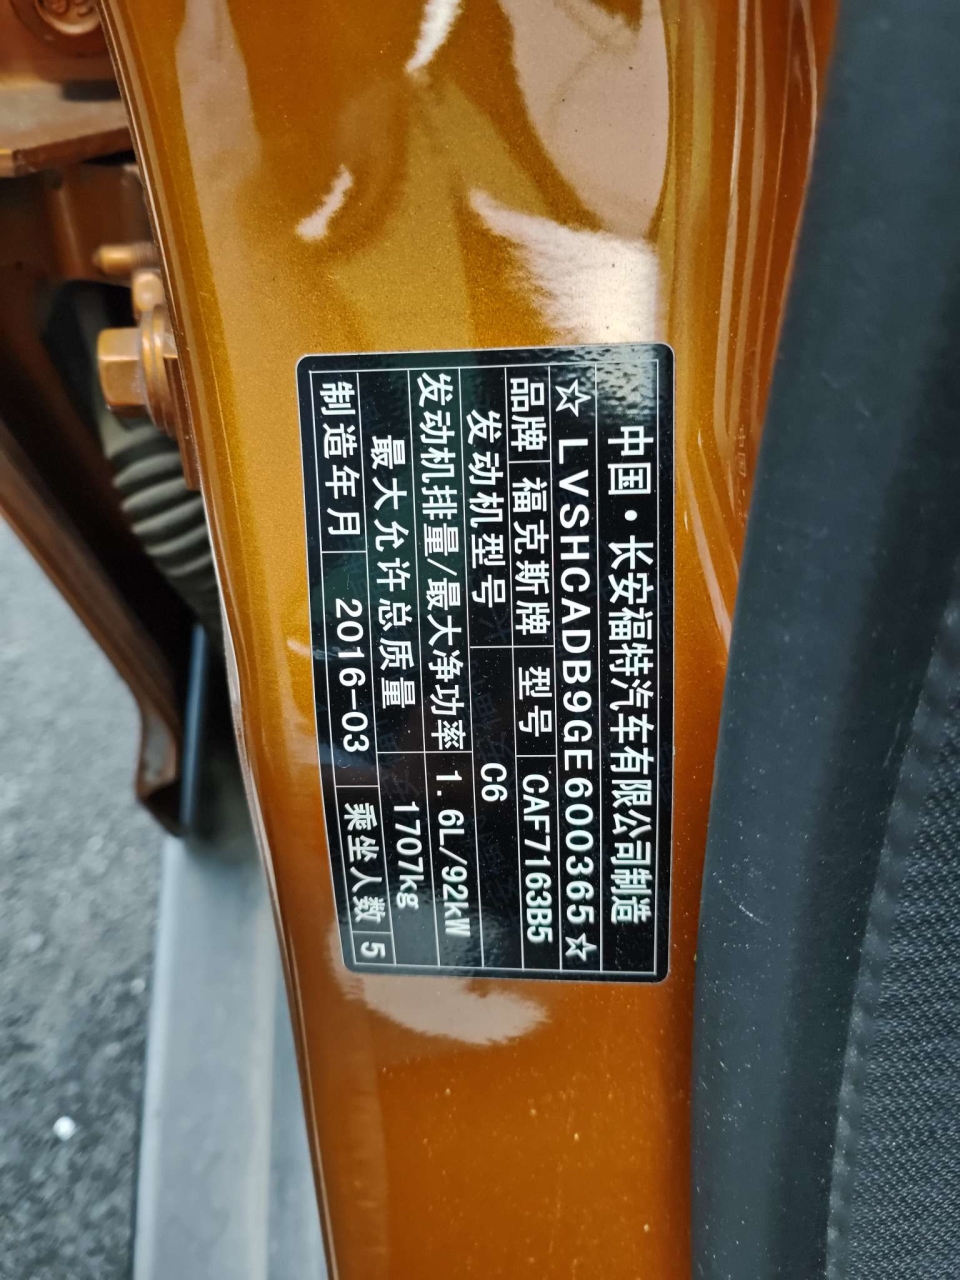 中国·长安福特汽车有限公司制造
☆LVSHCADB9GE600365☆
品牌 福克斯牌 型号 CAF7163B5
发动机型号 C6
发动机排量/最大净功率 1.6L/92kW
最大允许总质量 1707kg
制造年月 2016-03 乘坐人数 5